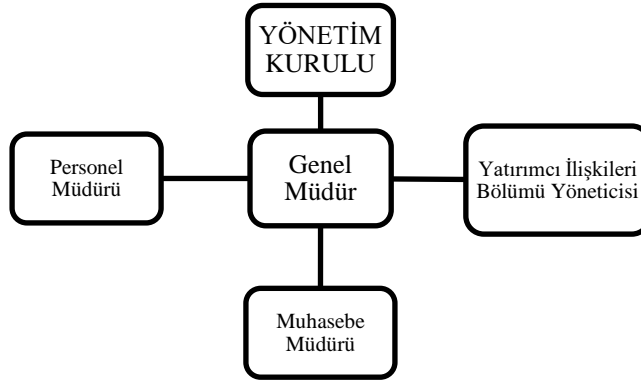 YÖNETİM
KURULU
Personel
Müdürü
Genel
Müdür
Yatırımcı İlişkileri
Bölümü Yöneticisi
Muhasebe
Müdürü